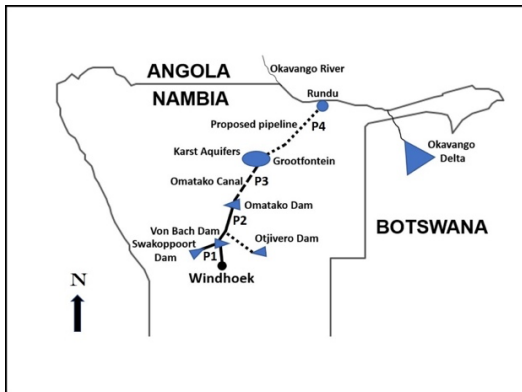 Okavango River
ANGOLA
NAMBIA
Rundu
Proposed pipeline
P4
Karst Aquifers
Grootfontein
Okavango
Delta
Omatako Canal
P3
Omatako Dam
P2
BOTSWANA
Von Bach Dam
Swakoppoort
Dam
Otjivero Dam
P1
Windhoek
N